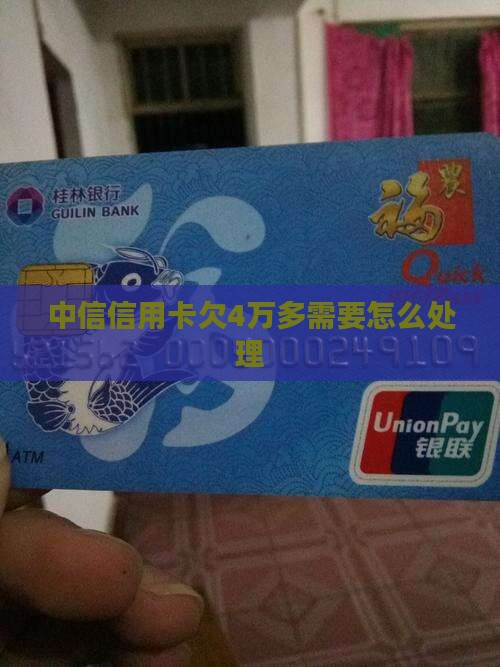 桂林银行
GUILIN BANK
農
福
Quick
中信信用卡欠4万多需要怎么处
理
UnionPay
银联
ATM